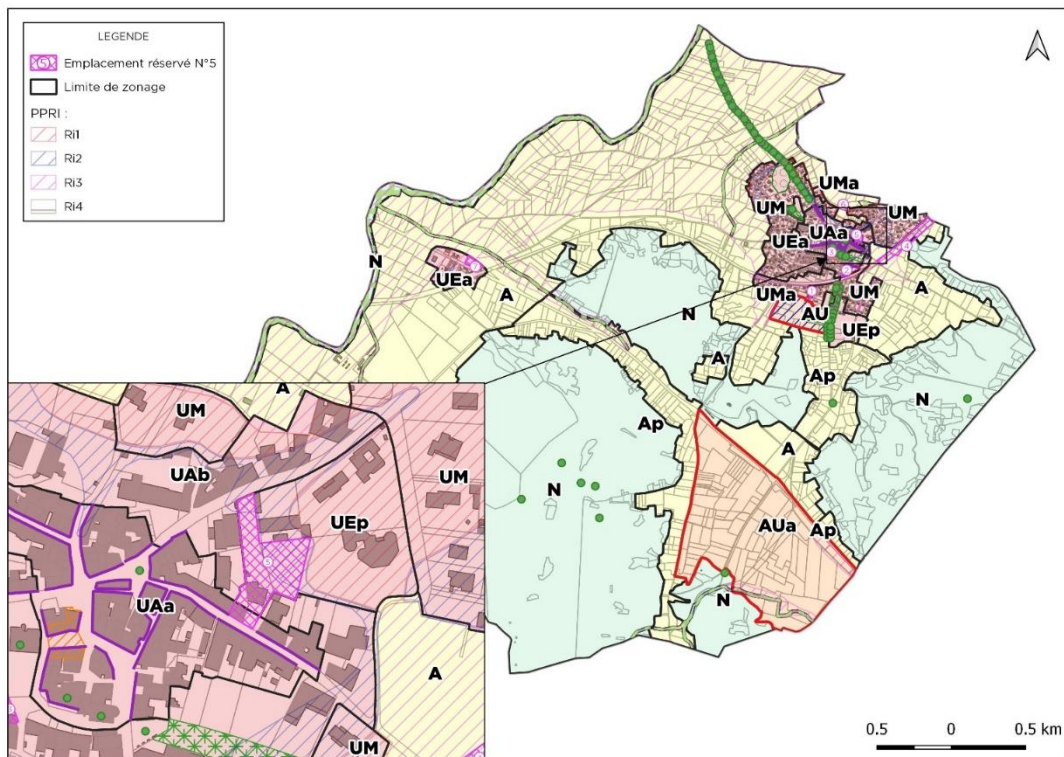 LEGENDE
5 Emplacement réservé N°5
Limite de zonage
PPRI :
Ri1
Ri2
Ri3
Ri4
UMa
UM
UM
UAa
UEa
N
UEa
A
UMa
AU
UM
A
N
UEp
A
Ap
N
A
Ap
A
N
AUa
Ap
N
UM
UAb
UM
UEp
5
UAa
A
UM
0.5
0
0.5 km